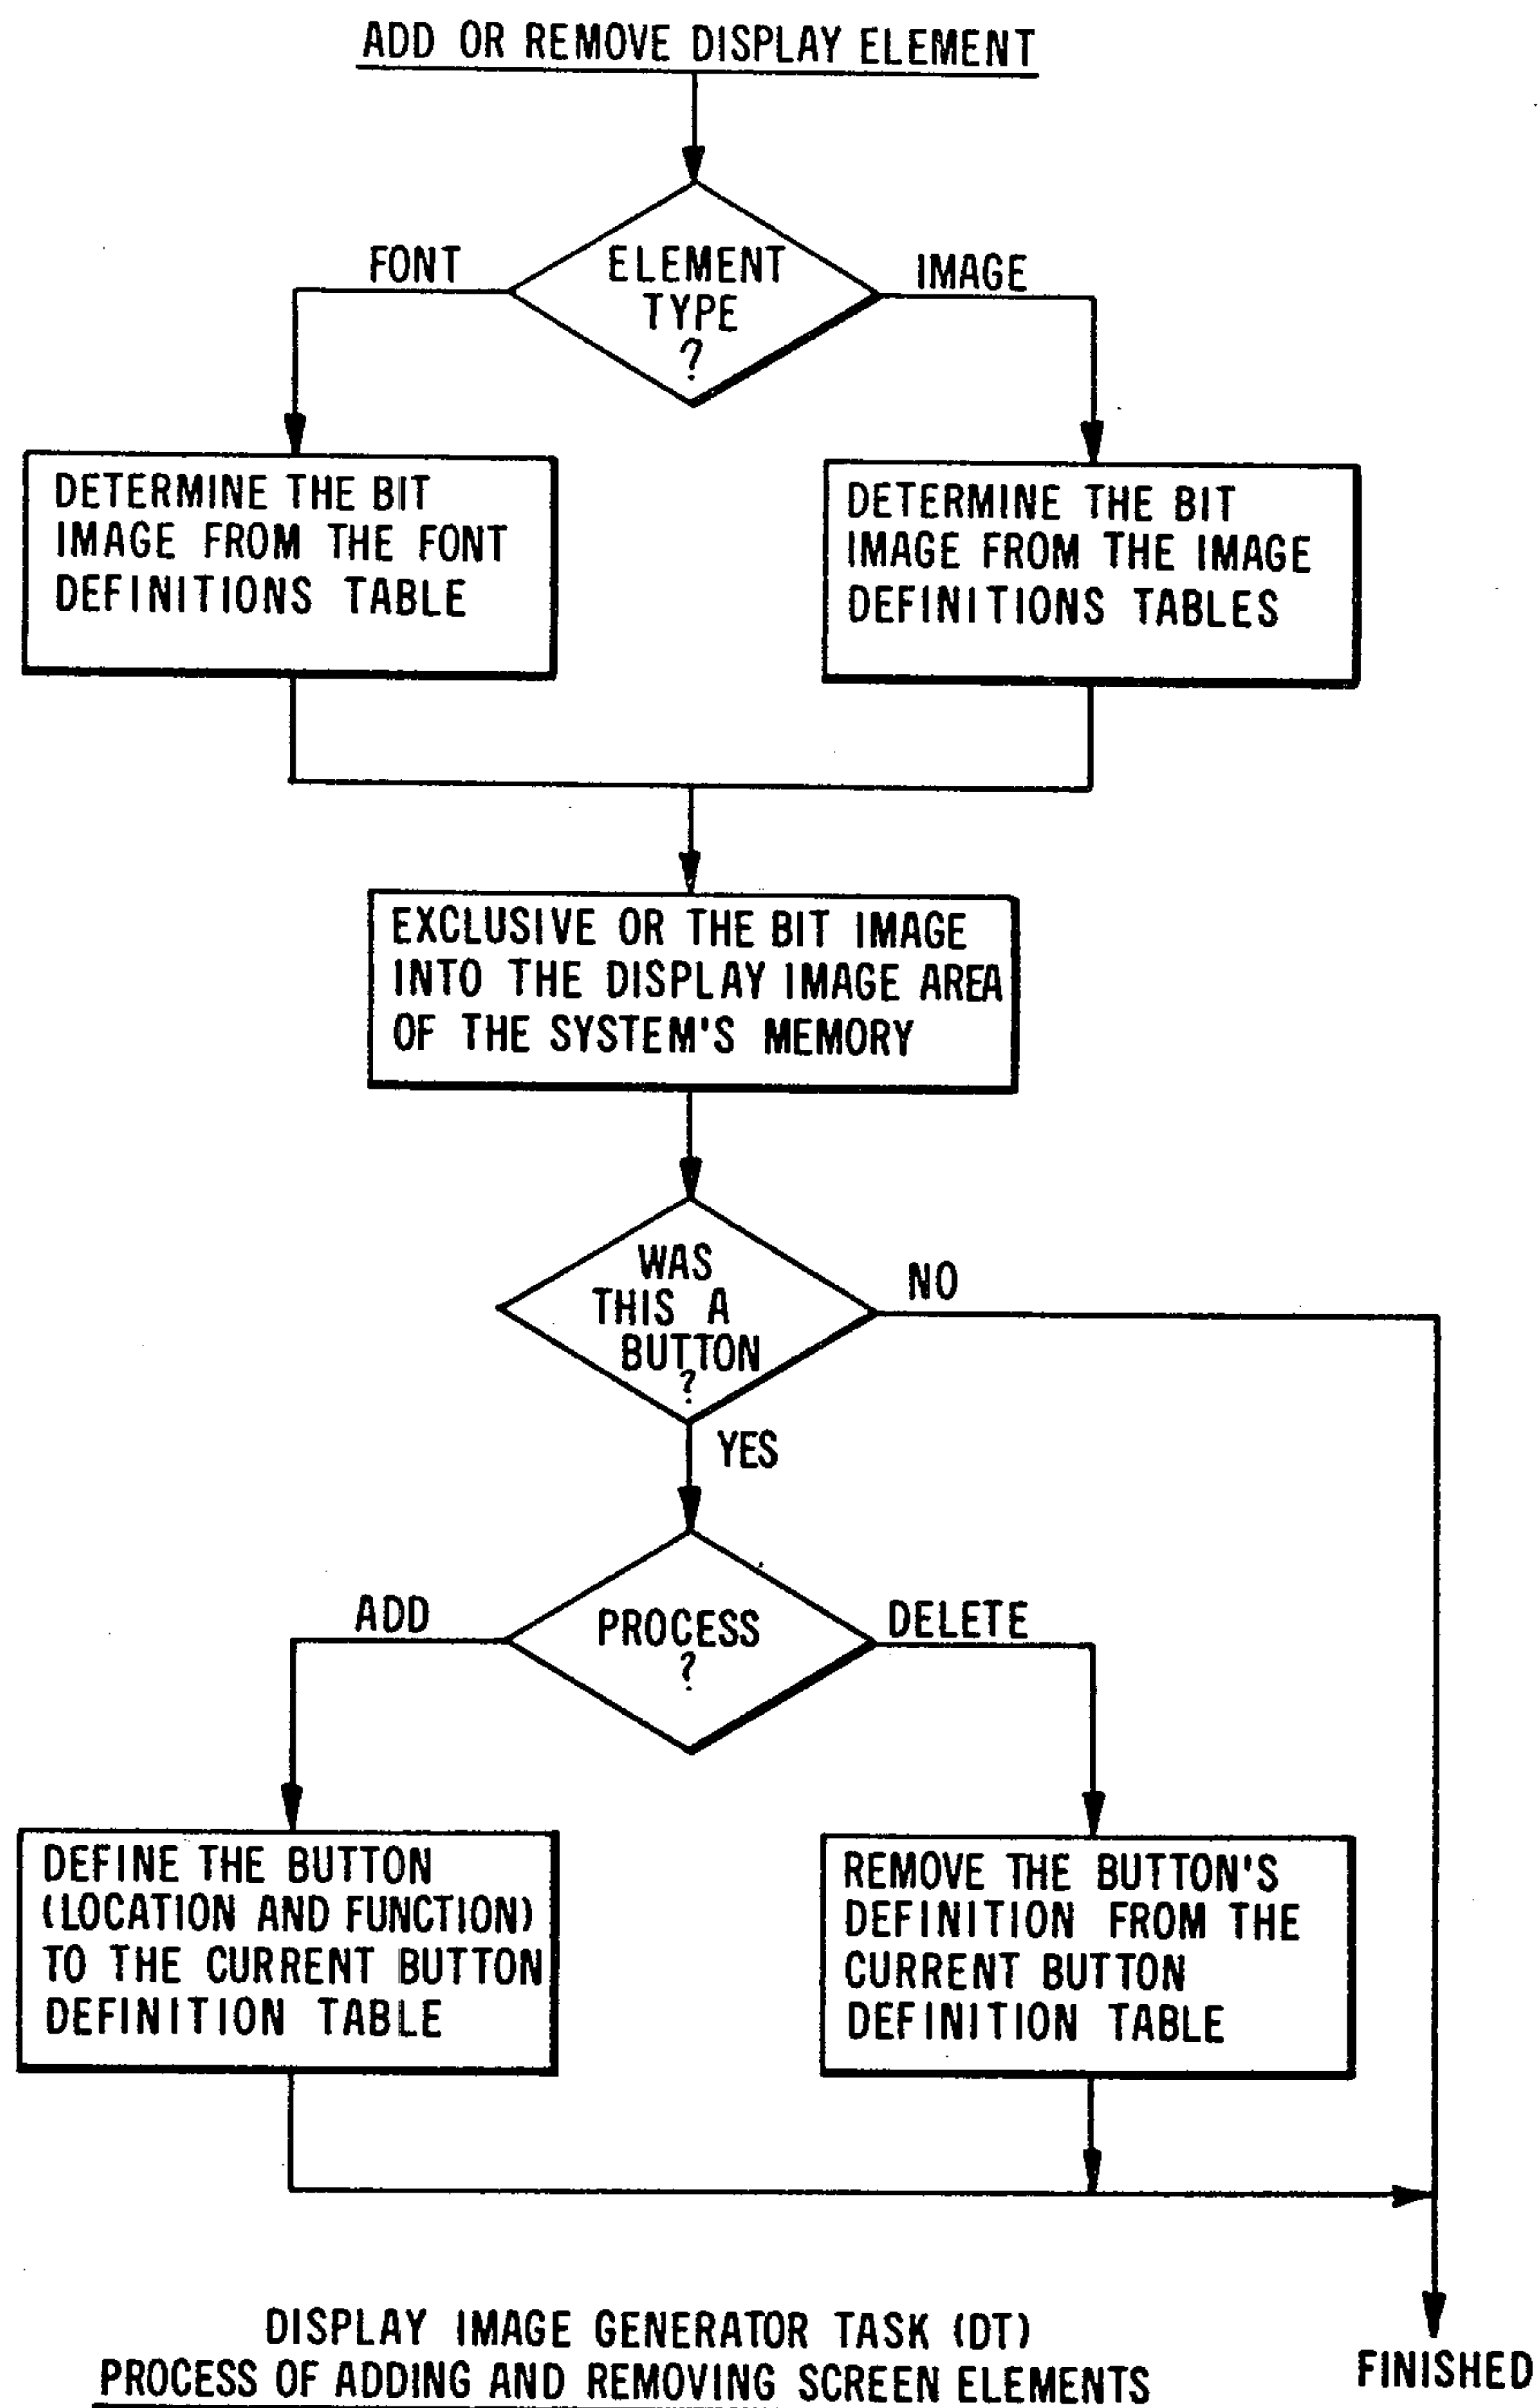 ADD OR REMOVE DISPLAY ELEMENT
FONT
ELEMENT
TYPE
?
IMAGE
DETERMINE THE BIT
IMAGE FROM THE FONT
DEFINITIONS TABLE
DETERMINE THE BIT
IMAGE FROM THE IMAGE
DEFINITIONS TABLES
EXCLUSIVE OR THE BIT IMAGE
INTO THE DISPLAY IMAGE AREA
OF THE SYSTEM'S MEMORY
WAS
THIS A
BUTTON
?
NO
YES
ADD
PROCESS
?
DELETE
DEFINE THE BUTTON
(LOCATION AND FUNCTION)
TO THE CURRENT BUTTON
DEFINITION TABLE
REMOVE THE BUTTON'S
DEFINITION FROM THE
CURRENT BUTTON
DEFINITION TABLE
DISPLAY IMAGE GENERATOR TASK (DT)
PROCESS OF ADDING AND REMOVING SCREEN ELEMENTS
FINISHED